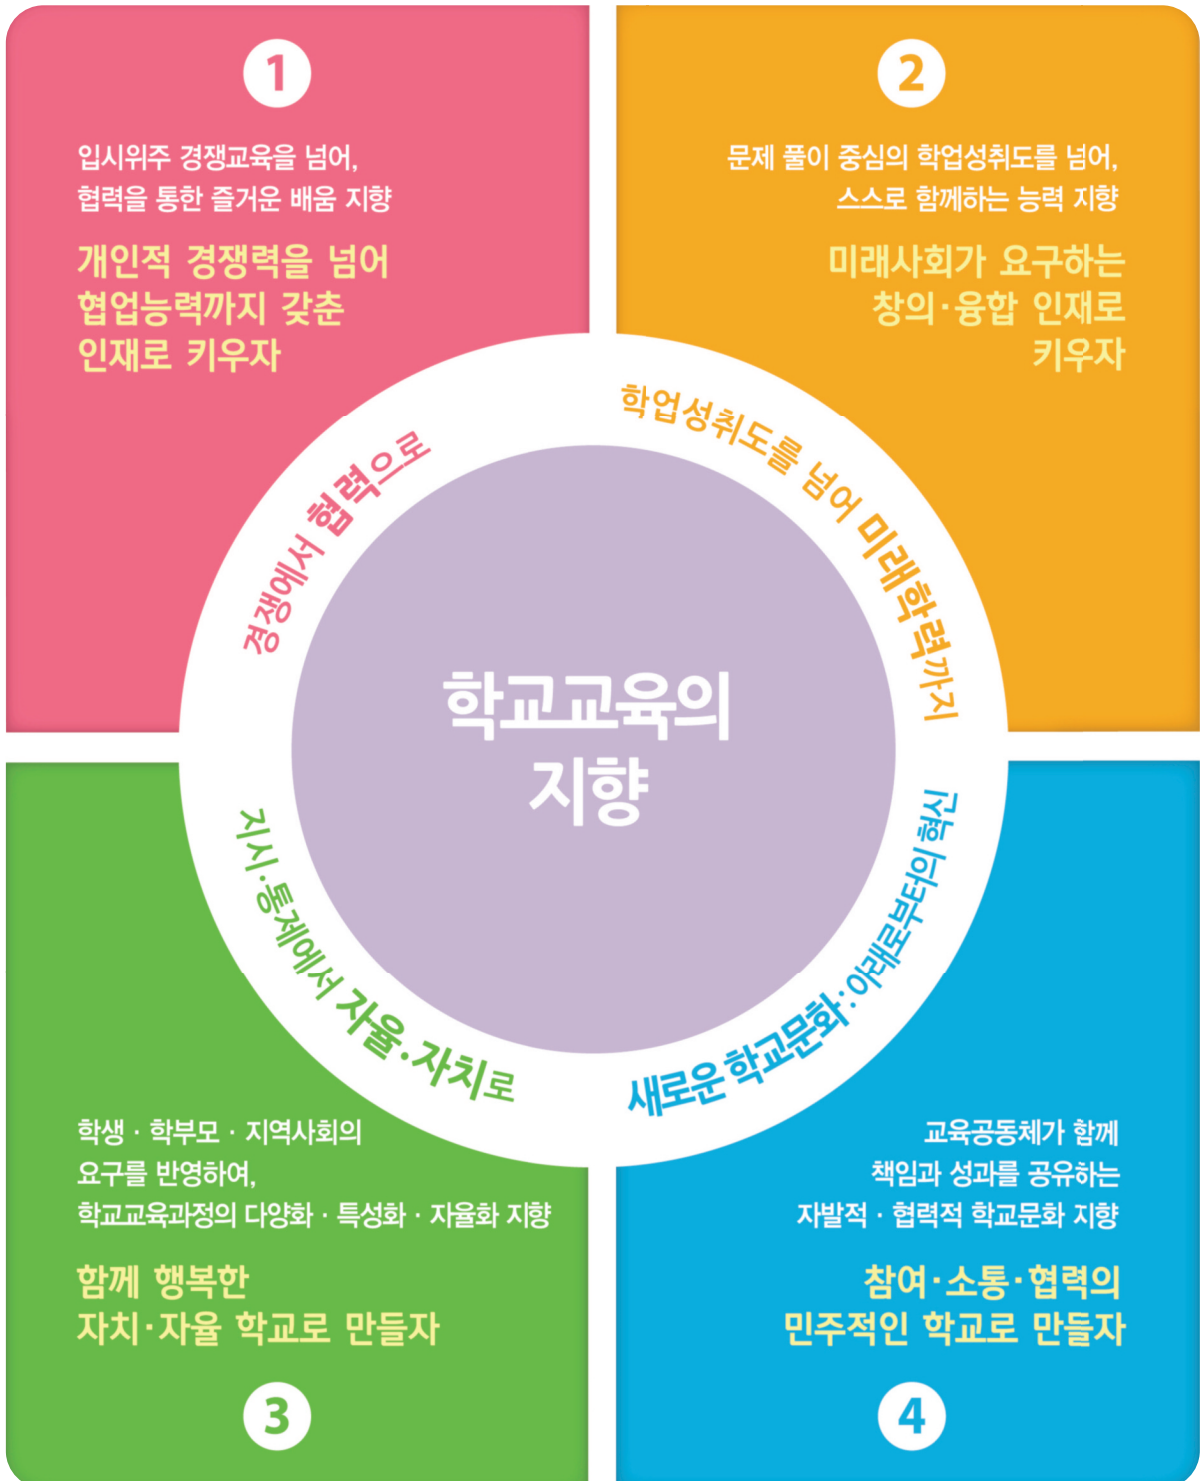 1
입시위주 경쟁교육을 넘어,
협력을 통한 즐거운 배움 지향
개인적 경쟁력을 넘어
협업능력까지 갖춘
인재로 키우자
2
문제 풀이 중심의 학업성취도를 넘어,
스스로 함께하는 능력 지향
미래사회가 요구하는
창의·융합 인재로
키우자
경쟁에서 협력으로
학업성취도를 넘어 미래학력까지
학교교육의
지향
지시·통제에서 자율·자치로
새로운 학교문화:아래로부터의 혁신
학생 · 학부모 · 지역사회의
요구를 반영하여,
학교교육과정의 다양화 · 특성화 · 자율화 지향
함께 행복한
자치·자율 학교로 만들자
3
교육공동체가 함께
책임과 성과를 공유하는
자발적 · 협력적 학교문화 지향
참여·소통·협력의
민주적인 학교로 만들자
4